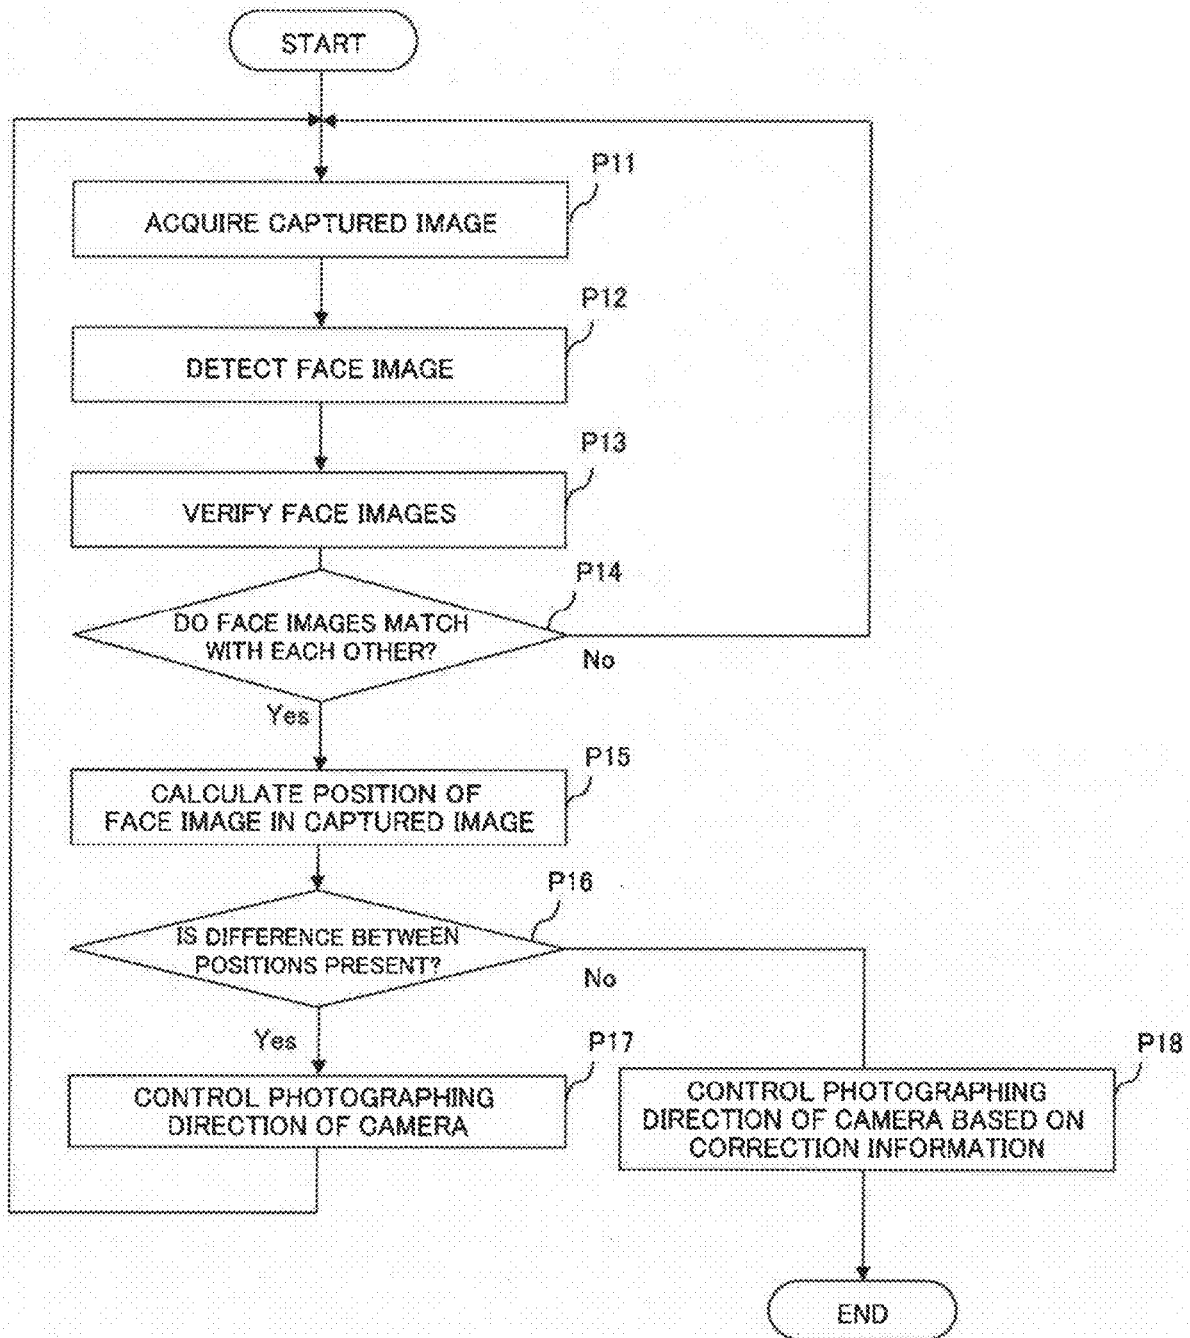 START
P11
ACQUIRE CAPTURED IMAGE
P12
DETECT FACE IMAGE
P13
VERIFY FACE IMAGES
P14
DO FACE IMAGES MATCH
WITH EACH OTHER?
No
Yes
P15
CALCULATE POSITION OF
FACE IMAGE IN CAPTURED IMAGE
P16
IS DIFFERENCE BETWEEN
POSITIONS PRESENT?
No
Yes
P17
CONTROL PHOTOGRAPHING
DIRECTION OF CAMERA
P18
CONTROL PHOTOGRAPHING
DIRECTION OF CAMERA BASED ON
CORRECTION INFORMATION
END